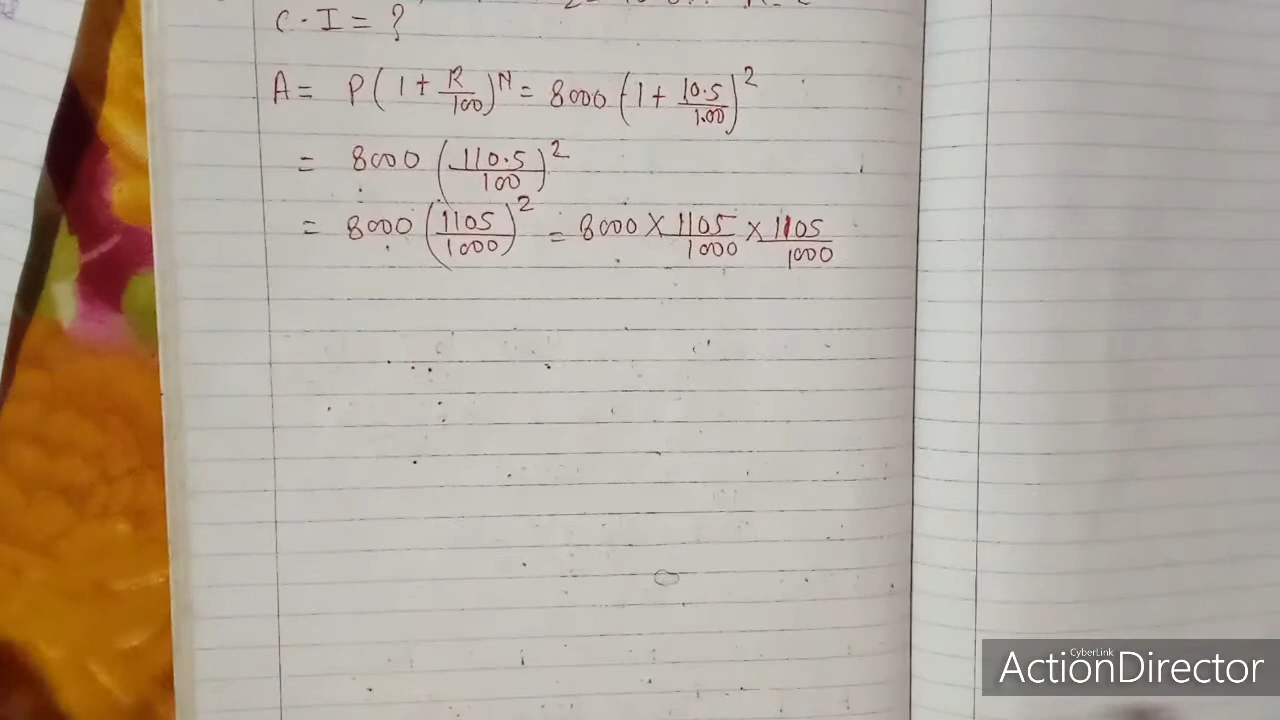 C.I = ?
A = P(1 + R/100)^N = 8000 (1 + 10.5/100)^2
= 8000 (110.5/100)^2
= 8000 (1105/1000)^2 = 8000 × 1105/1000 × 1105/1000
CyberLink
ActionDirector